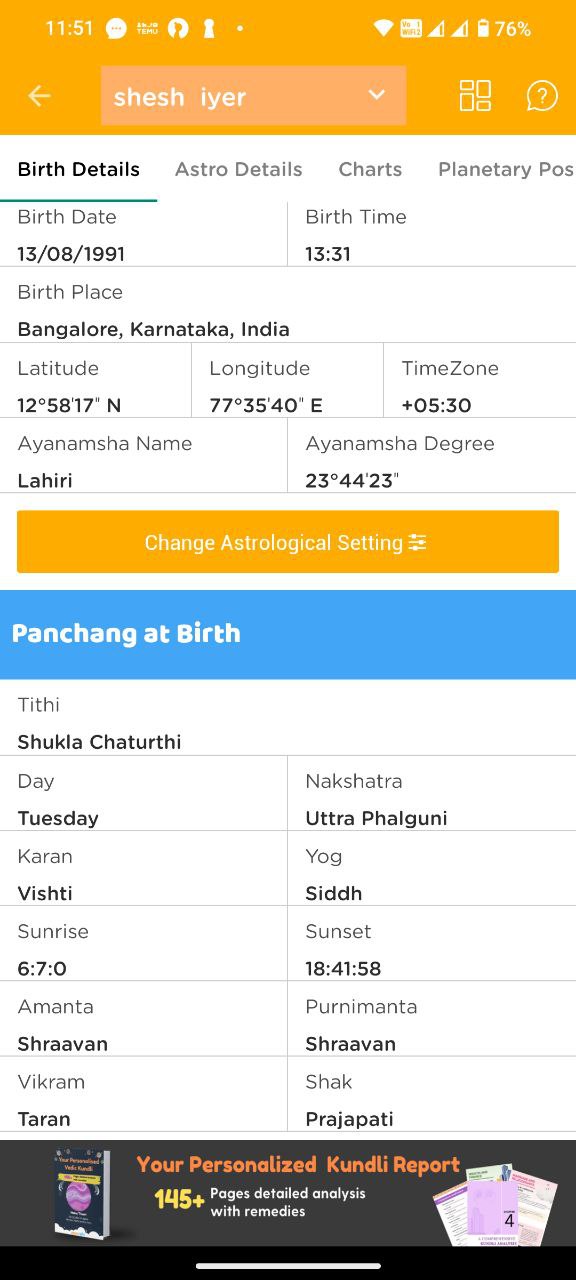 11:51
76%
shesh iyer
Birth Details Astro Details Charts Planetary Pos
Birth Date Birth Time
13/08/1991 13:31
Birth Place
Bangalore, Karnataka, India
Latitude Longitude TimeZone
12°58'17" N 77°35'40" E +05:30
Ayanamsha Name Ayanamsha Degree
Lahiri 23°44'23"
Change Astrological Setting
Panchang at Birth
Tithi
Shukla Chaturthi
Day Nakshatra
Tuesday Uttra Phalguni
Karan Yog
Vishti Siddh
Sunrise Sunset
6:7:0 18:41:58
Amanta Purnimanta
Shraavan Shraavan
Vikram Shak
Taran Prajapati
Your Personalised
Vedic Kundli
Your Personalized Kundli Report
145+ Pages detailed analysis
with remedies
4